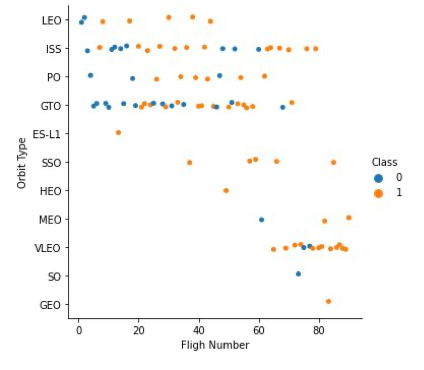 LEO
ISS
PO
GTO
ES-L1
SSO
HEO
MEO
VLEO
SO
GEO
Orbit Type
0
20
40
60
80
Fligh Number
Class
0
1